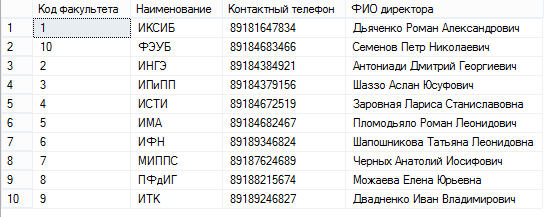 Код факультета Наименование Контактный телефон ФИО директора
1 1 ИКСИБ 89181647834 Дьяченко Роман Александрович
2 10 ФЭУБ 89184683466 Семенов Петр Николаевич
3 2 ИНГЭ 89184384921 Антониади Дмитрий Георгиевич
4 3 ИПиПП 89184379156 Шаззо Аслан Юсуфович
5 4 ИСТИ 89184672519 Заровная Лариса Станиславовна
6 5 ИМА 89184682467 Пломодьяло Роман Леонидович
7 6 ИФН 89189346824 Шапошникова Татьяна Леонидовна
8 7 МИППС 89187624689 Черных Анатолий Иосифович
9 8 ПФдИГ 89188215674 Можаева Елена Юрьевна
10 9 ИТК 89189246827 Двадненко Иван Владимирович